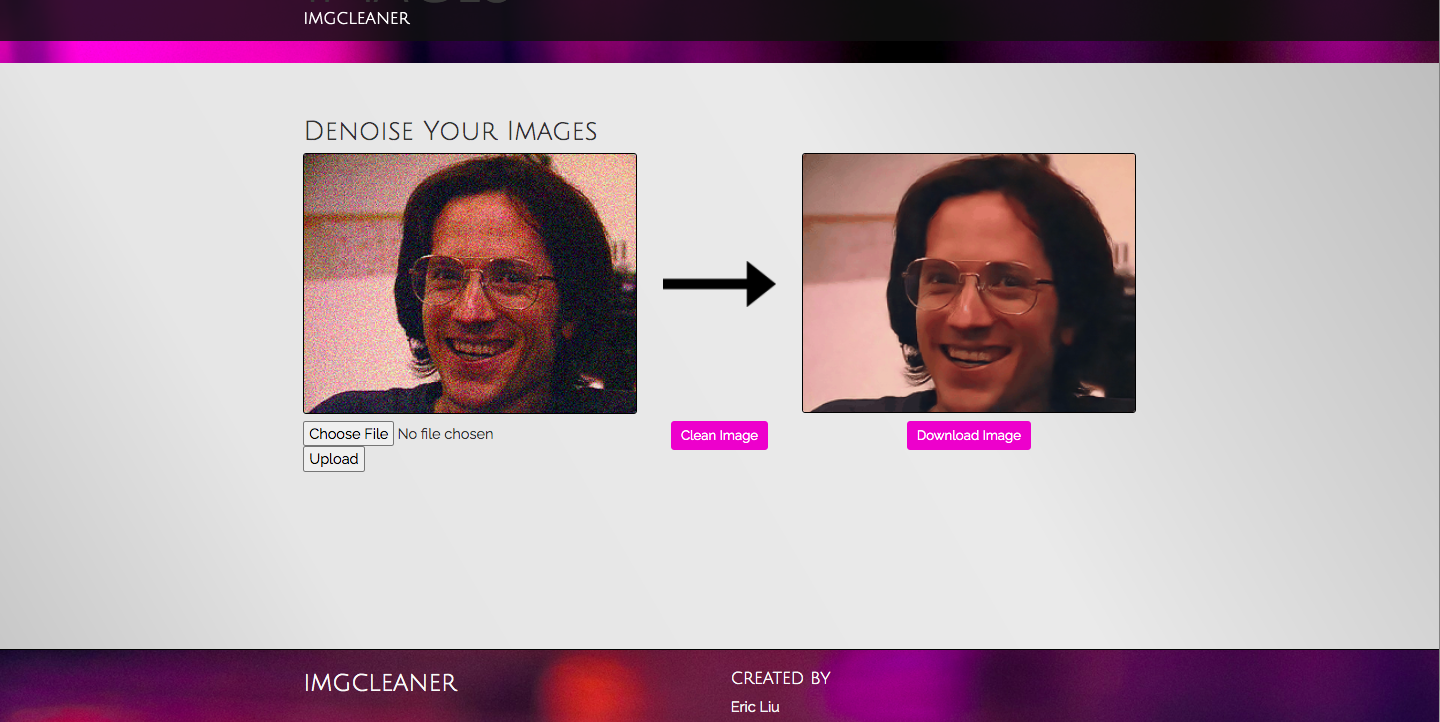 IMAGES
IMGCLEANER
Denoise Your Images
Choose File No file chosen
Upload
Clean Image
Download Image
IMGCLEANER
CREATED BY
Eric Liu